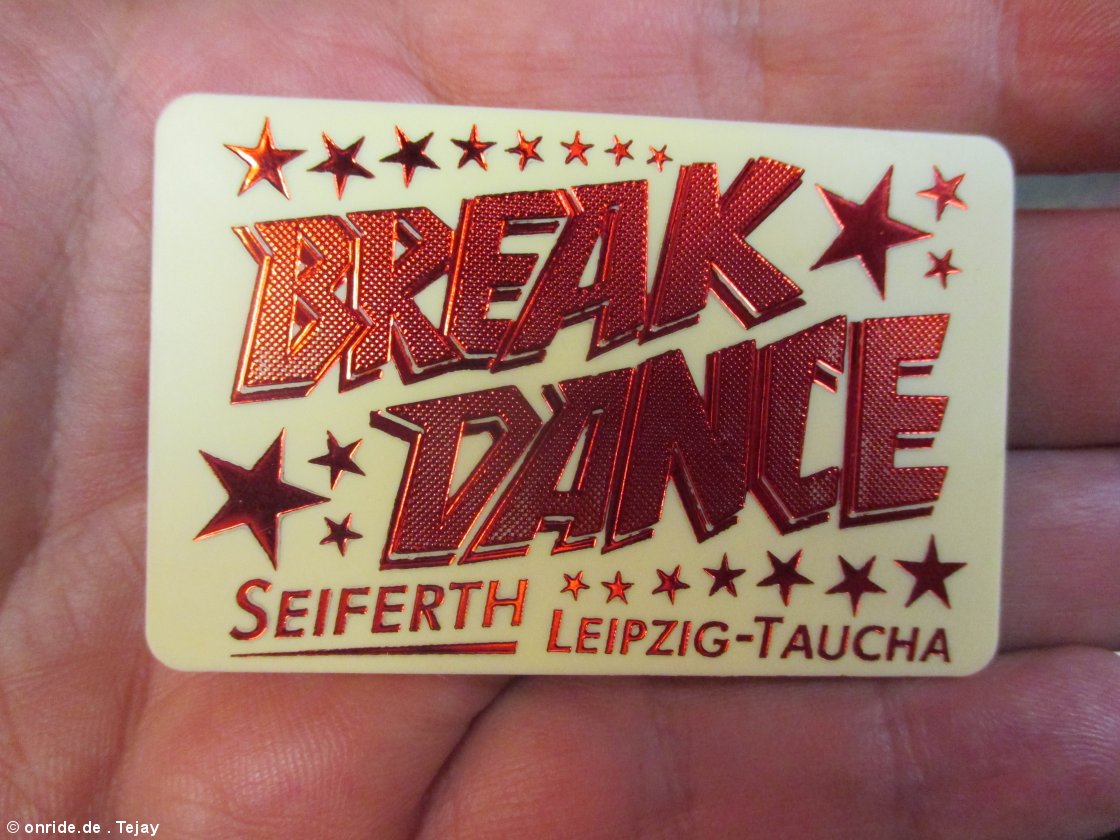 BREAK
DANCE
SEIFERTH
LEIPZIG-TAUCHA
© onride.de . Tejay